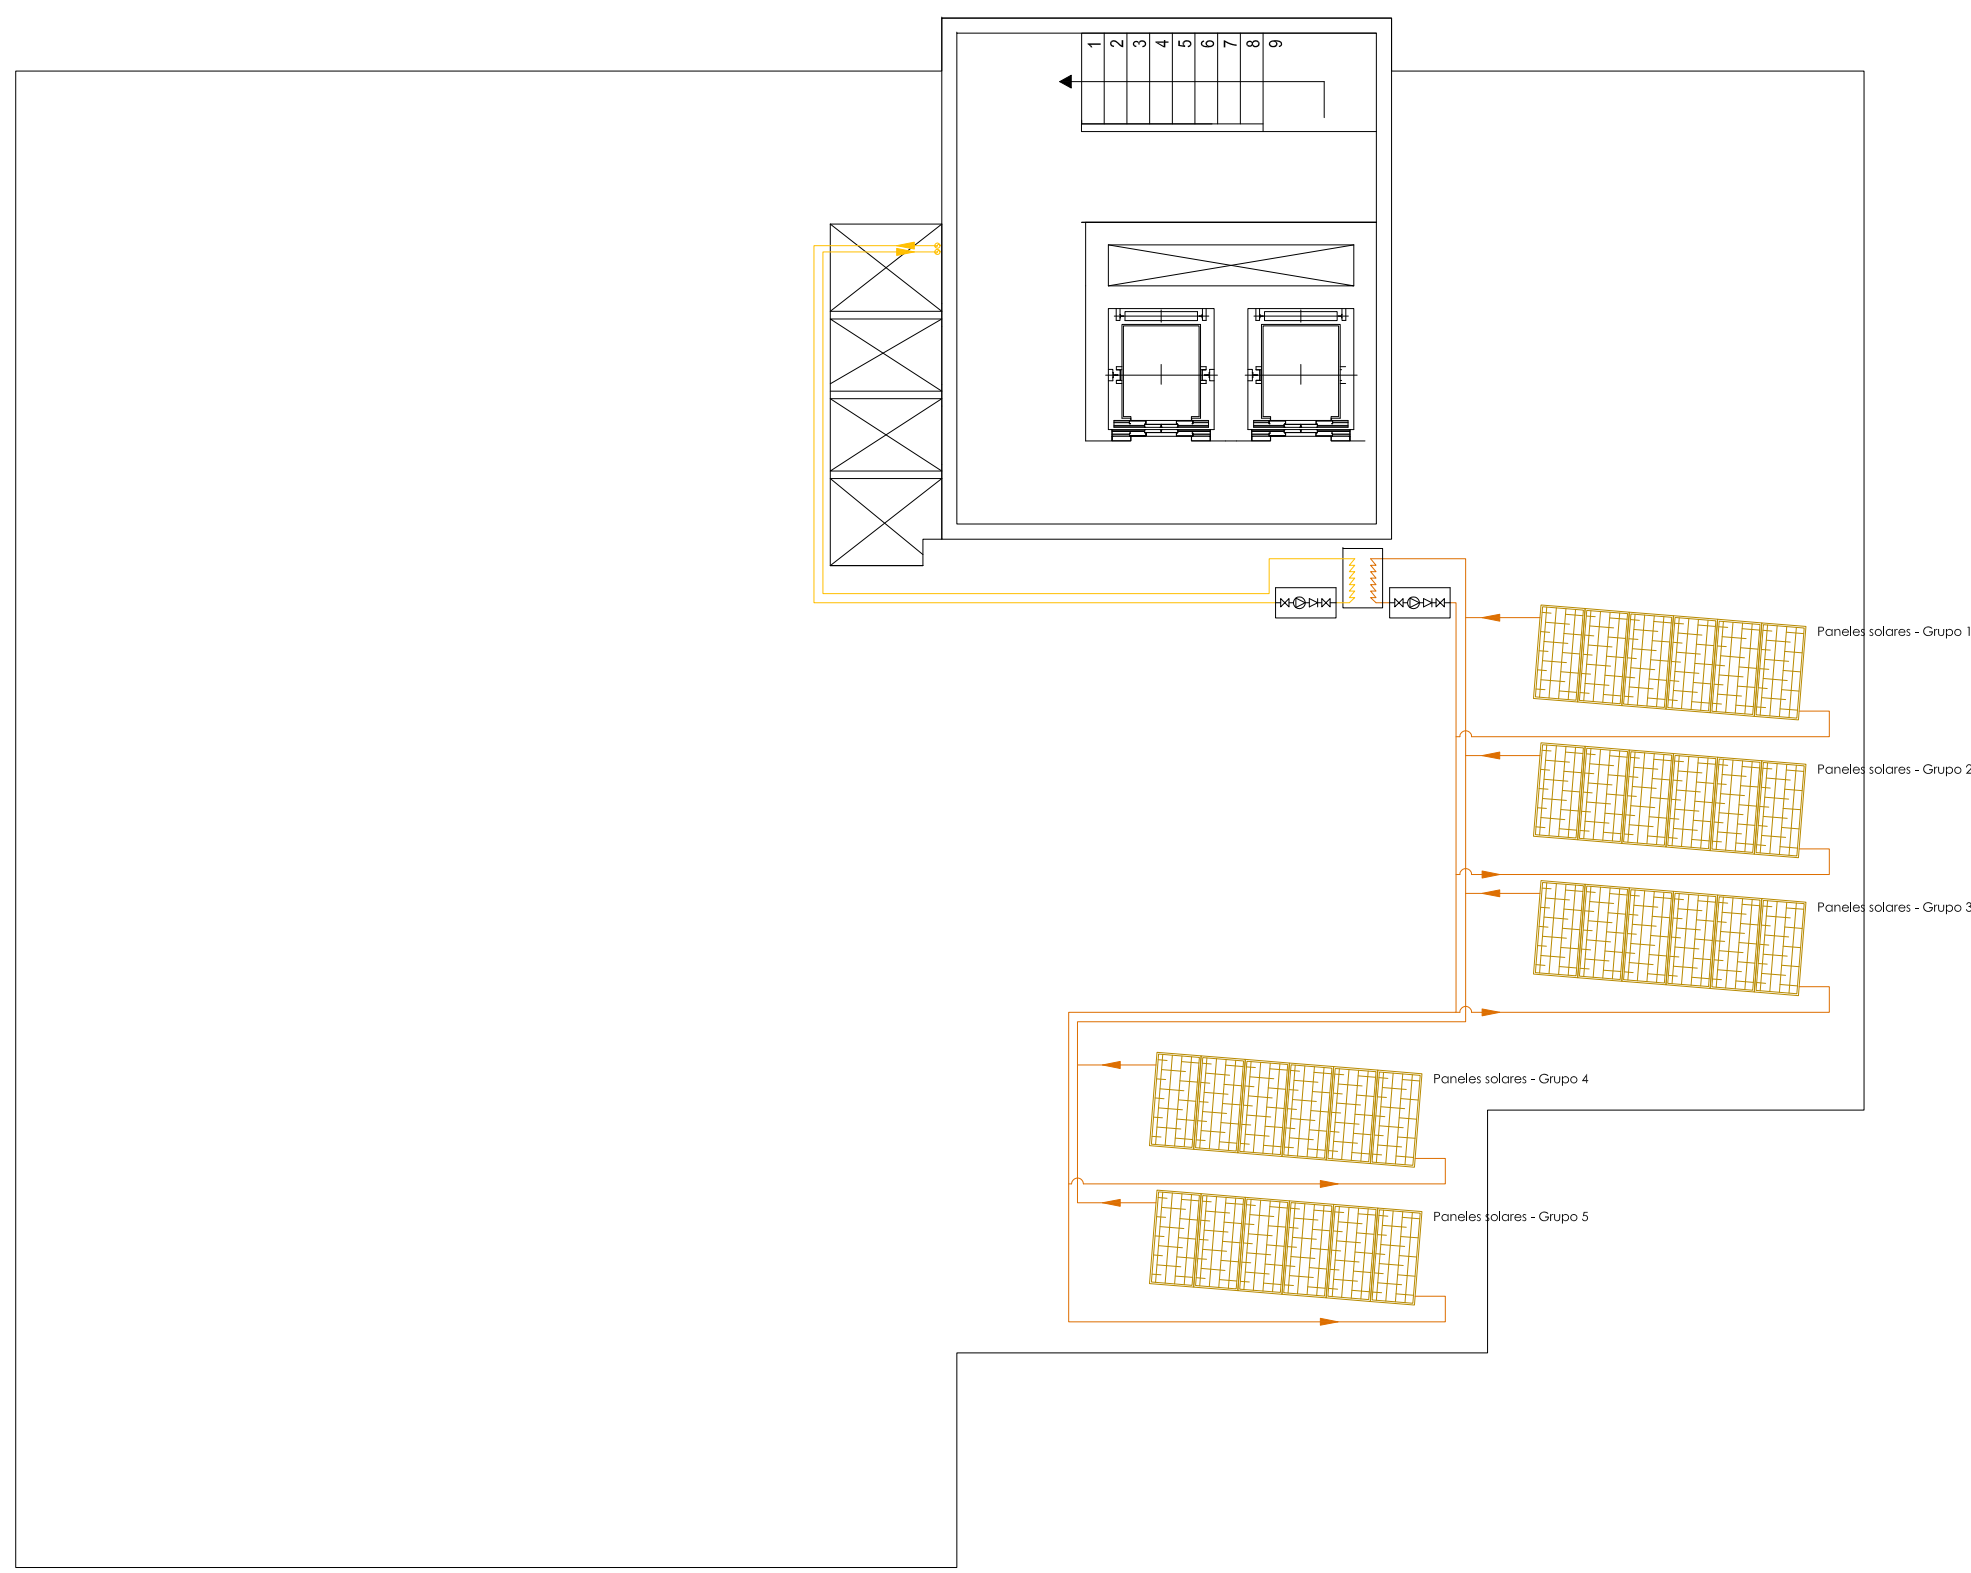 1 2 3 4 5 6 7 8 9
Paneles solares - Grupo 1
Paneles solares - Grupo 2
Paneles solares - Grupo 3
Paneles solares - Grupo 4
Paneles solares - Grupo 5